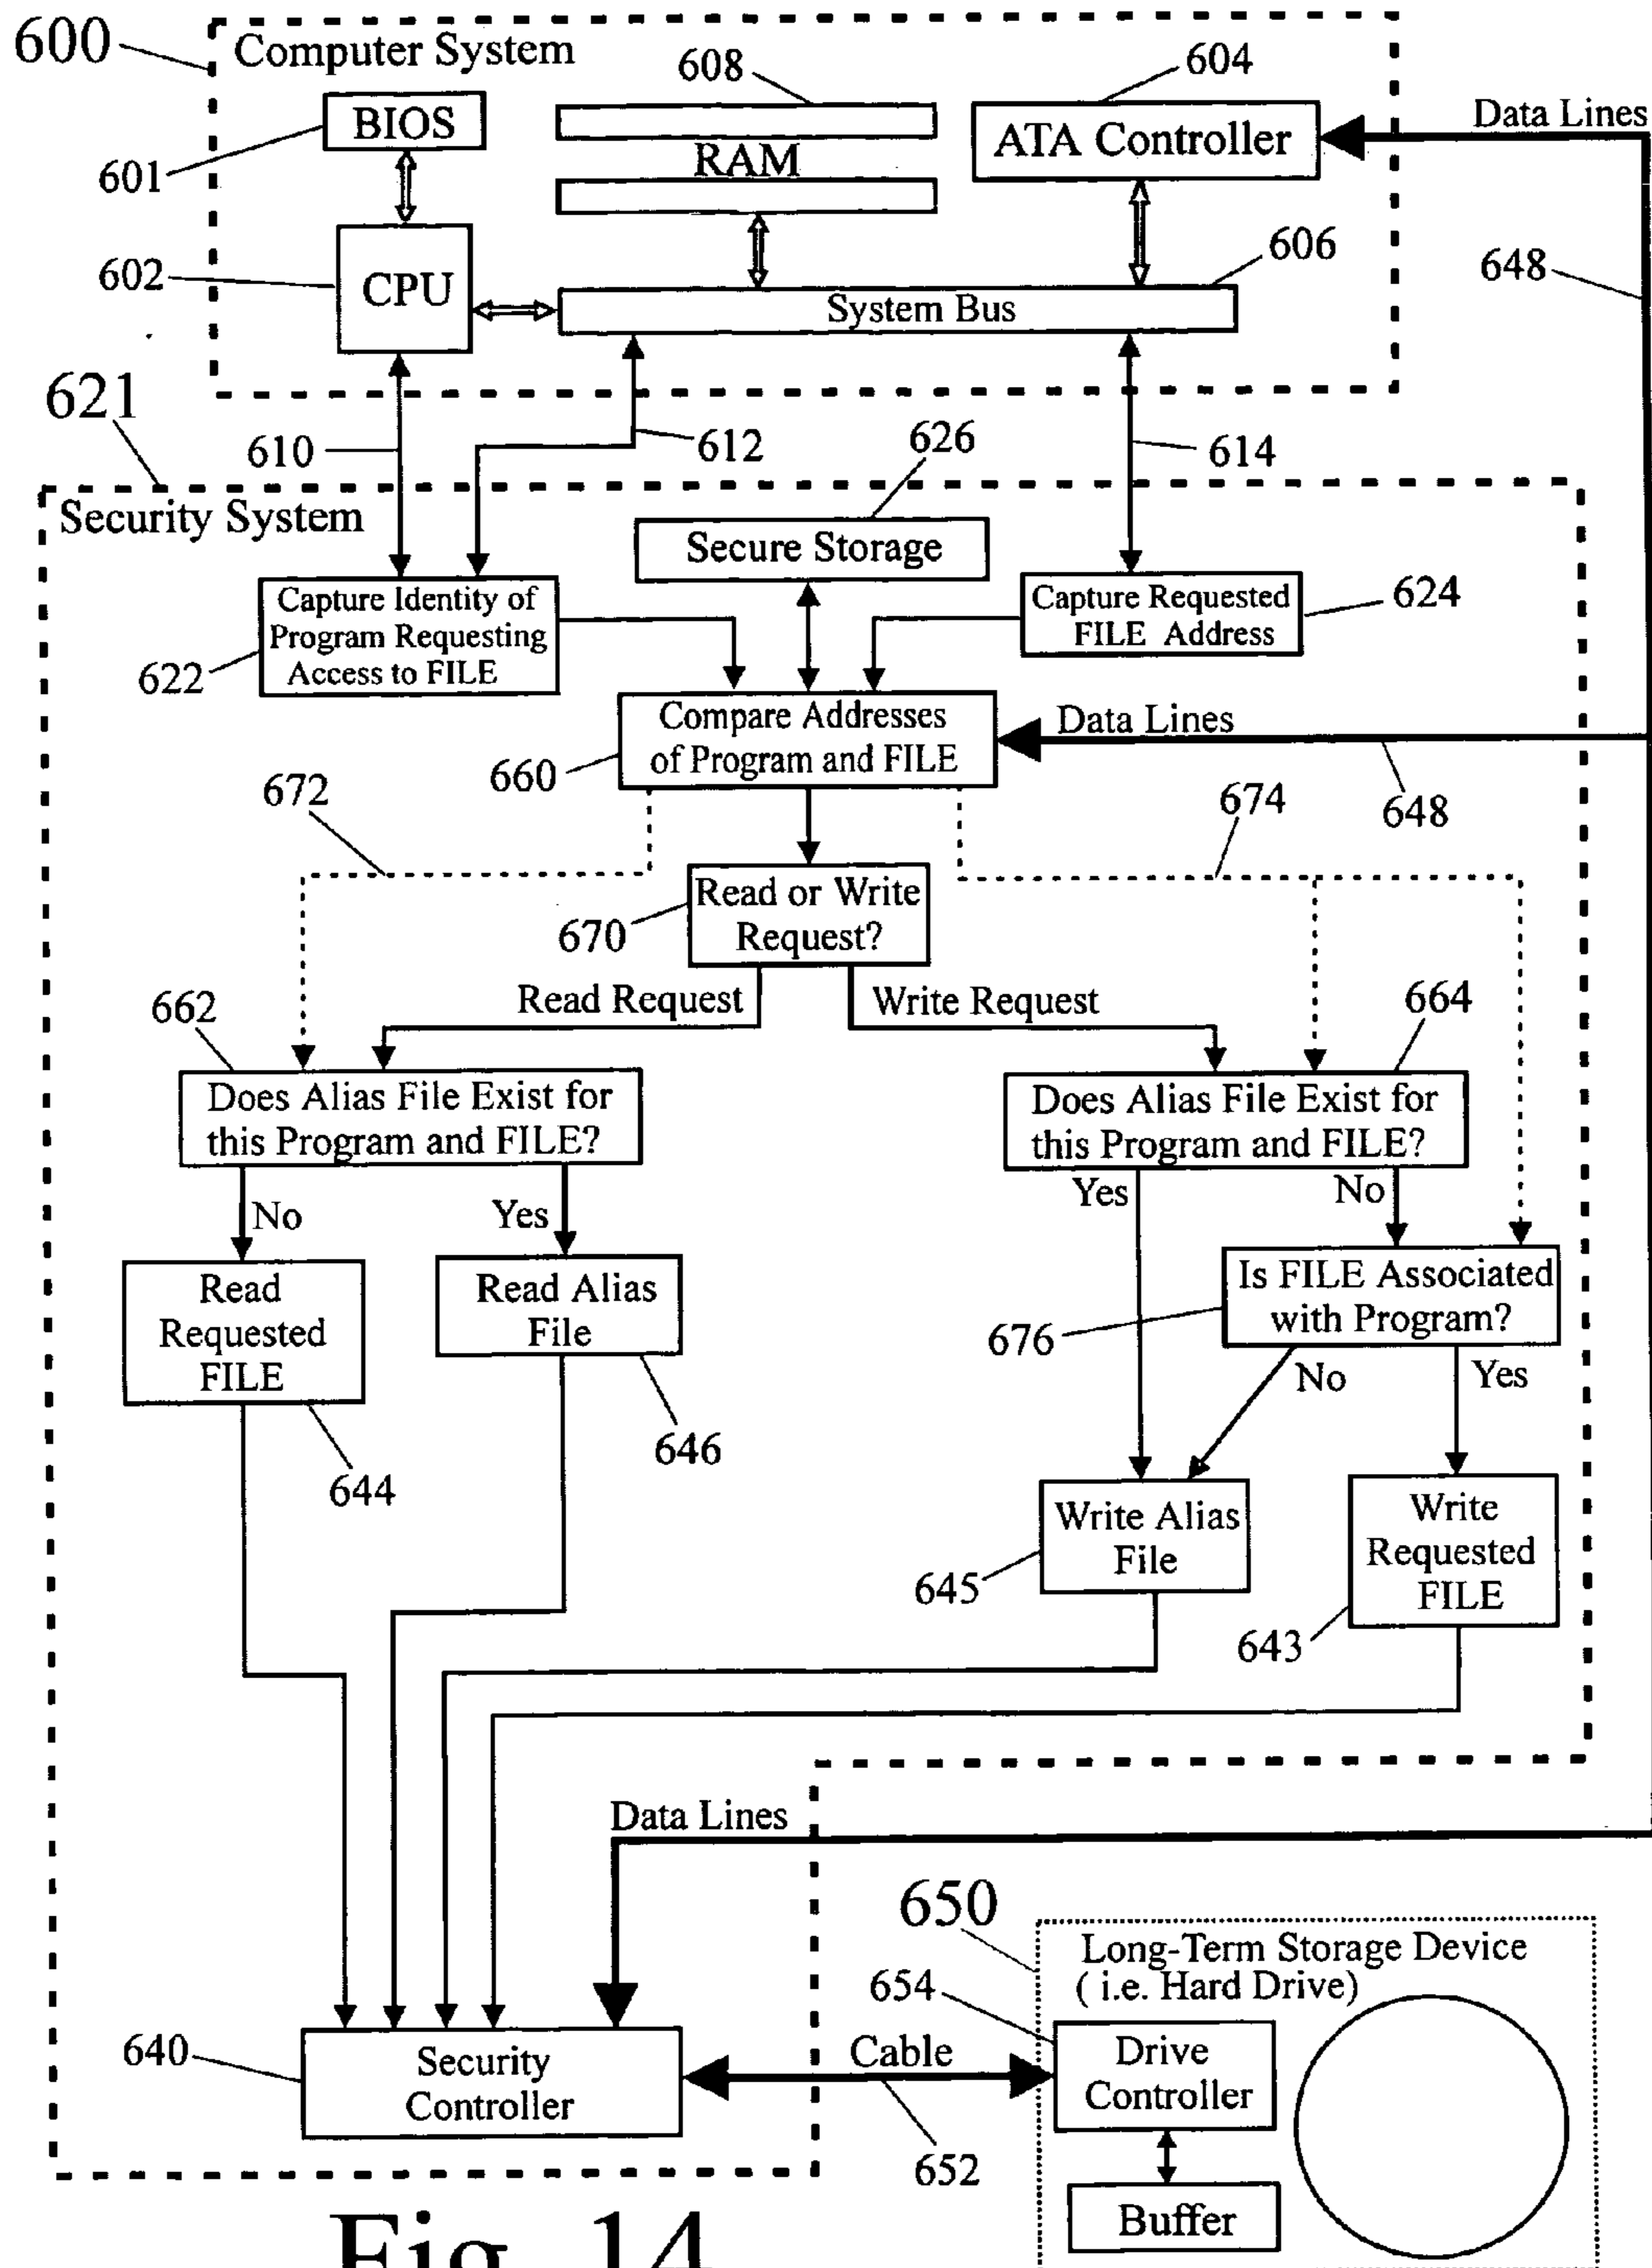 600
Computer System
608
604
BIOS
RAM
ATA Controller
Data Lines
601
602
CPU
606
System Bus
648
621
610
612
626
614
Security System
Secure Storage
Capture Identity of
Program Requesting
Access to FILE
622
Capture Requested
FILE Address
624
Compare Addresses
of Program and FILE
660
Data Lines
672
648
674
Read or Write
Request?
670
Read Request
Write Request
662
664
Does Alias File Exist for
this Program and FILE?
Does Alias File Exist for
this Program and FILE?
No
Yes
Yes
No
Read
Requested
FILE
Read Alias
File
Is FILE Associated
with Program?
676
No
Yes
644
646
Write Alias
File
645
Write
Requested
FILE
643
Data Lines
650
Long-Term Storage Device
( i.e. Hard Drive)
654
640
Security
Controller
Cable
652
Drive
Controller
Buffer
Fig. 14